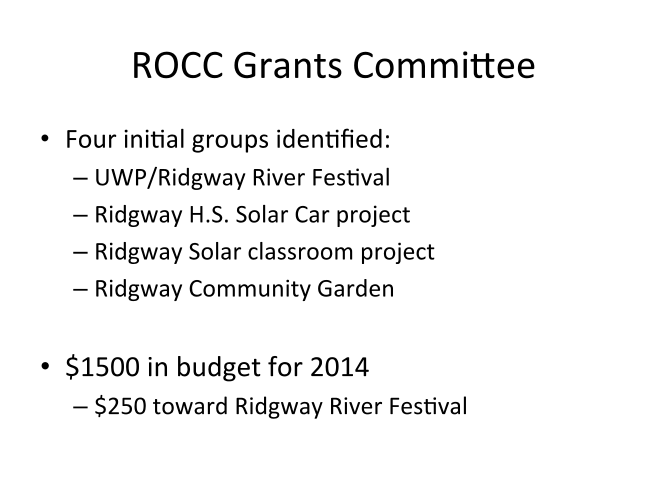 ROCC Grants Committee
• Four initial groups identified:
– UWP/Ridgway River Festival
– Ridgway H.S. Solar Car project
– Ridgway Solar classroom project
– Ridgway Community Garden
• $1500 in budget for 2014
– $250 toward Ridgway River Festival